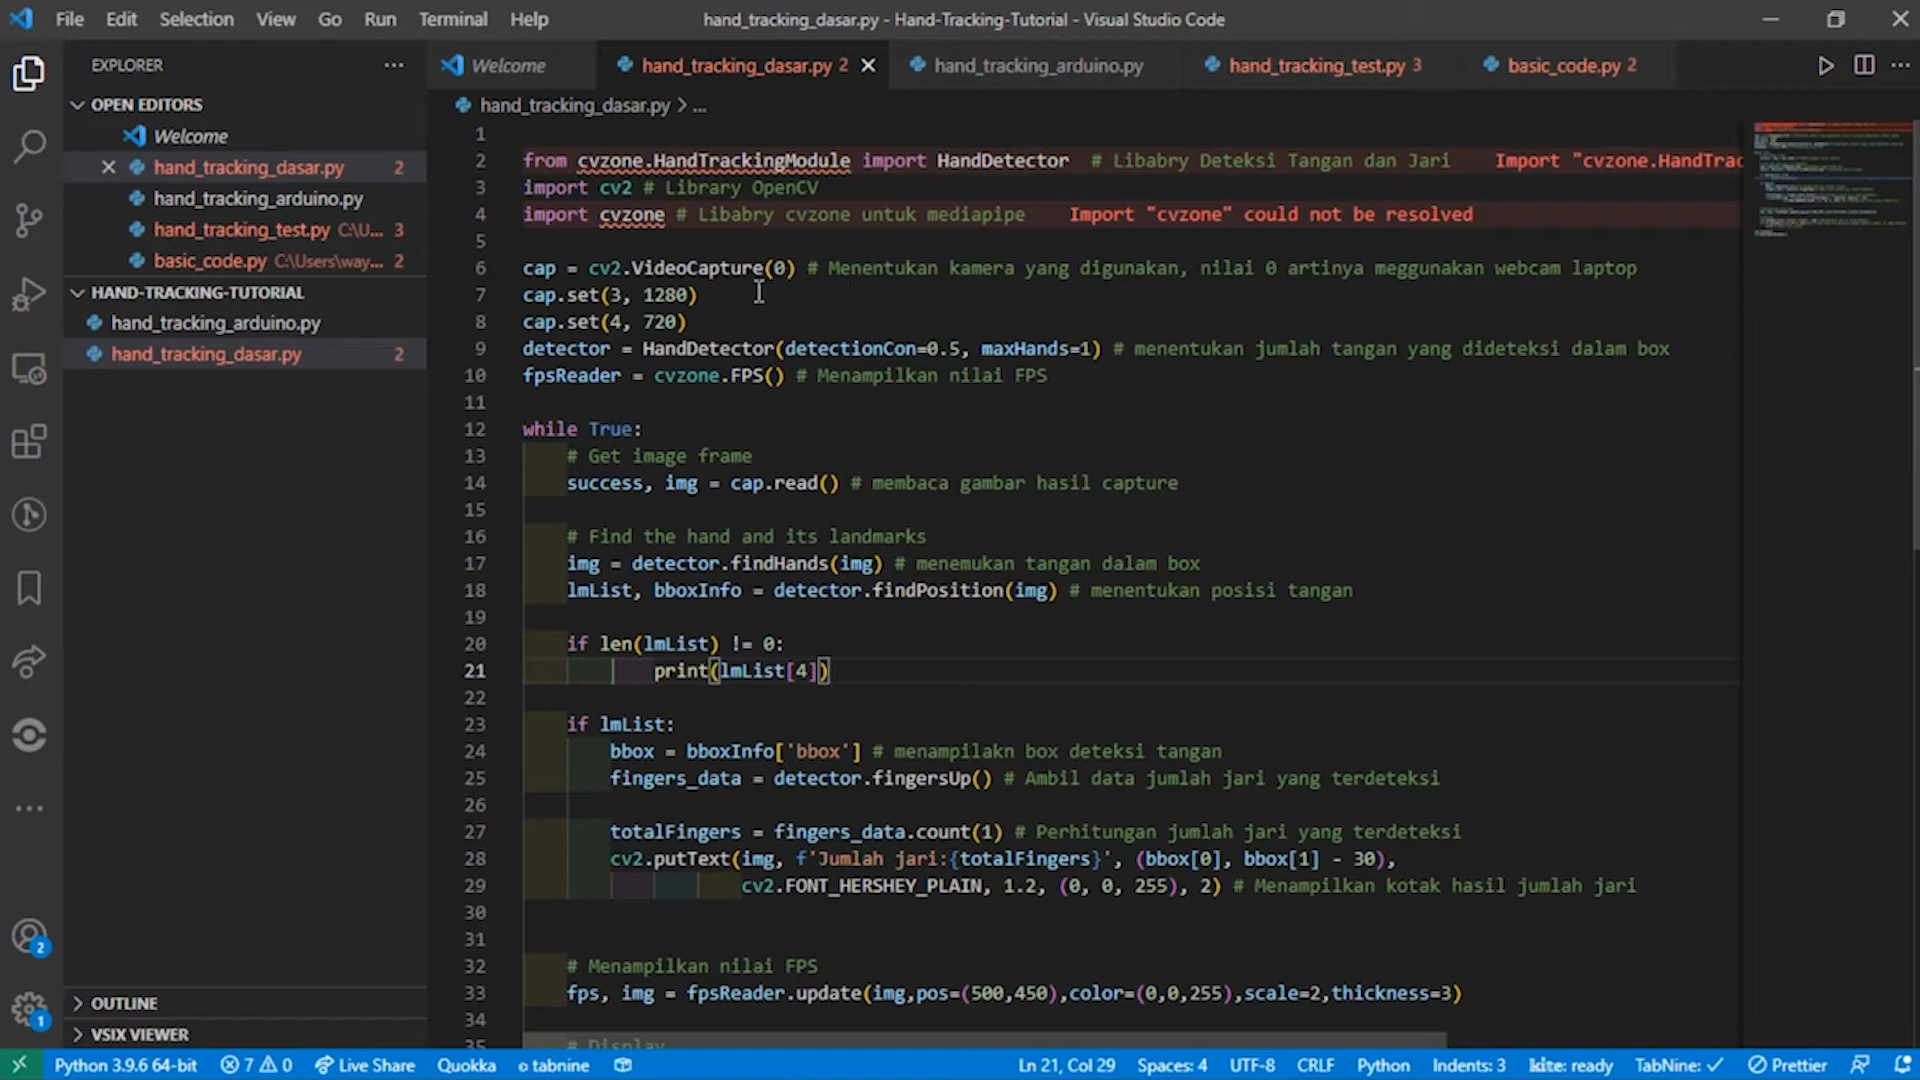 File Edit Selection View Go Run Terminal Help
hand_tracking_dasar.py - Hand-Tracking-Tutorial - Visual Studio Code
EXPLORER
OPEN EDITORS
Welcome
hand_tracking_dasar.py 2
hand_tracking_arduino.py
hand_tracking_test.py C:\U... 3
basic_code.py C:\Users\way... 2
HAND-TRACKING-TUTORIAL
hand_tracking_arduino.py
hand_tracking_dasar.py 2
OUTLINE
VSIX VIEWER
2
1
Welcome
hand_tracking_dasar.py 2
hand_tracking_arduino.py
hand_tracking_test.py 3
basic_code.py 2
hand_tracking_dasar.py > ...
1
2 from cvzone.HandTrackingModule import HandDetector # Libabry Deteksi Tangan dan Jari Import "cvzone.HandTrac
3 import cv2 # Library OpenCV
4 import cvzone # Libabry cvzone untuk mediapipe Import "cvzone" could not be resolved
5
6 cap = cv2.VideoCapture(0) # Menentukan kamera yang digunakan, nilai 0 artinya meggunakan webcam laptop
7 cap.set(3, 1280)
8 cap.set(4, 720)
9 detector = HandDetector(detectionCon=0.5, maxHands=1) # menentukan jumlah tangan yang dideteksi dalam box
10 fpsReader = cvzone.FPS() # Menampilkan nilai FPS
11
12 while True:
13 # Get image frame
14 success, img = cap.read() # membaca gambar hasil capture
15
16 # Find the hand and its landmarks
17 img = detector.findHands(img) # menemukan tangan dalam box
18 lmList, bboxInfo = detector.findPosition(img) # menentukan posisi tangan
19
20 if len(lmList) != 0:
21 print(lmList[4])
22
23 if lmList:
24 bbox = bboxInfo['bbox'] # menampilakn box deteksi tangan
25 fingers_data = detector.fingersUp() # Ambil data jumlah jari yang terdeteksi
26
27 totalFingers = fingers_data.count(1) # Perhitungan jumlah jari yang terdeteksi
28 cv2.putText(img, f'Jumlah jari:{totalFingers}', (bbox[0], bbox[1] - 30),
29 cv2.FONT_HERSHEY_PLAIN, 1.2, (0, 0, 255), 2) # Menampilkan kotak hasil jumlah jari
30
31
32 # Menampilkan nilai FPS
33 fps, img = fpsReader.update(img,pos=(500,450),color=(0,0,255),scale=2,thickness=3)
34
35 # Display
Python 3.9.6 64-bit 7 0 Live Share Quokka tabnine Ln 21, Col 29 Spaces: 4 UTF-8 CRLF Python Indents: 3 kite: ready TabNine: Prettier